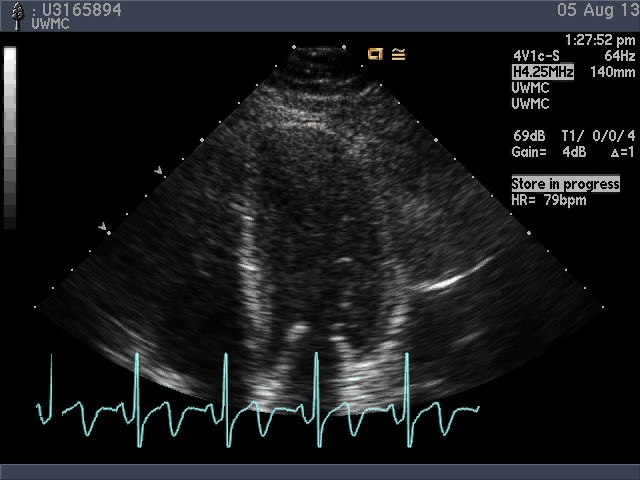 : U3165894
UWMC
05 Aug 13
1:27:52 pm
4V1c-S 64Hz
H4.25MHz 140mm
UWMC
UWMC
69dB T1/ 0/0/4
Gain= 4dB Δ=1
Store in progress
HR= 79bpm